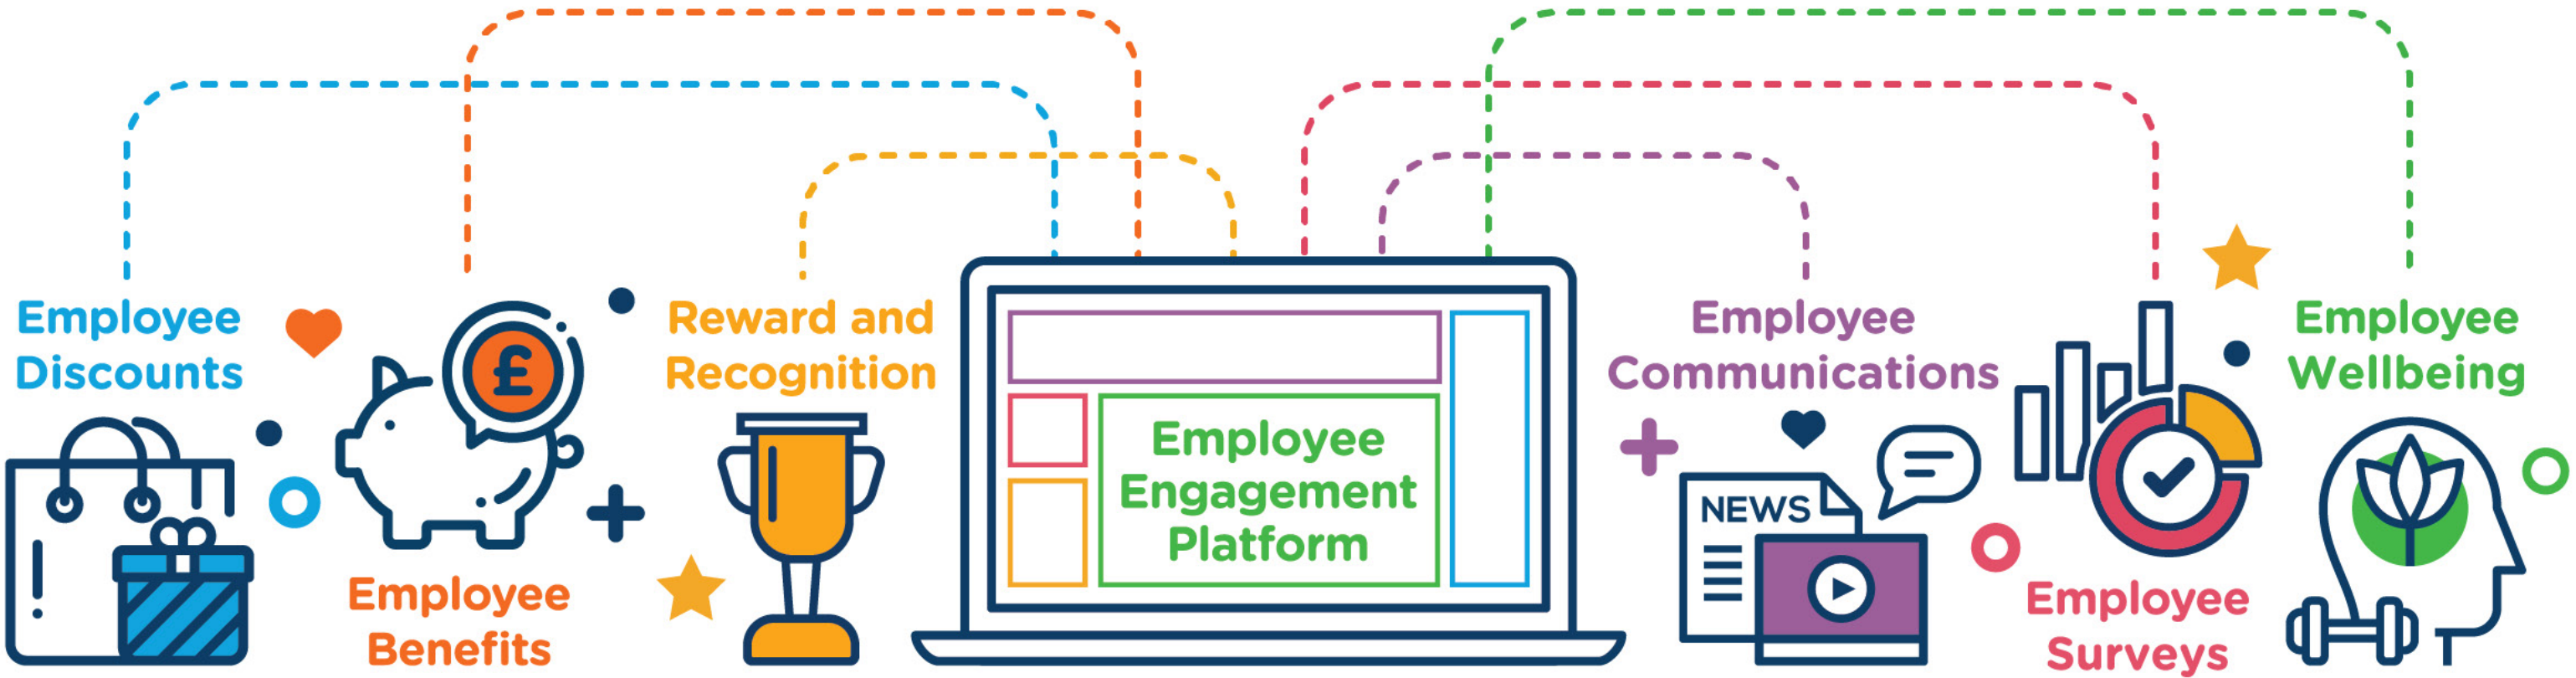 Employee
Discounts
£
Employee
Benefits
Reward and
Recognition
Employee
Engagement
Platform
Employee
Communications
NEWS
Employee
Surveys
Employee
Wellbeing